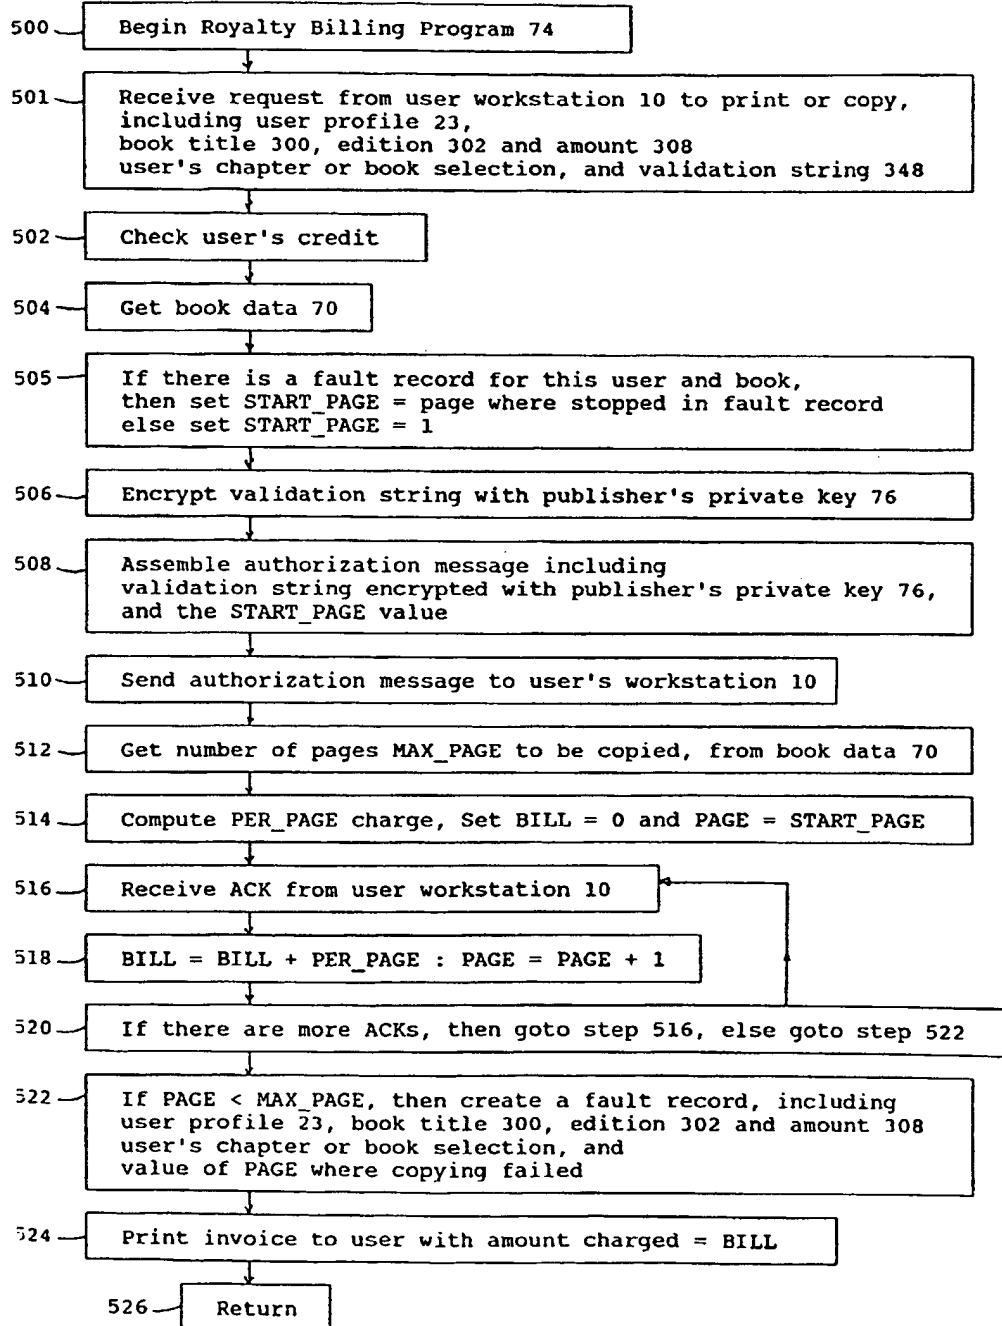 500 Begin Royalty Billing Program 74
501 Receive request from user workstation 10 to print or copy,
including user profile 23,
book title 300, edition 302 and amount 308
user's chapter or book selection, and validation string 348
502 Check user's credit
504 Get book data 70
505 If there is a fault record for this user and book,
then set START_PAGE = page where stopped in fault record
else set START_PAGE = 1
506 Encrypt validation string with publisher's private key 76
508 Assemble authorization message including
validation string encrypted with publisher's private key 76,
and the START_PAGE value
510 Send authorization message to user's workstation 10
512 Get number of pages MAX_PAGE to be copied, from book data 70
514 Compute PER_PAGE charge, Set BILL = 0 and PAGE = START_PAGE
516 Receive ACK from user workstation 10
518 BILL = BILL + PER_PAGE : PAGE = PAGE + 1
520 If there are more ACKs, then goto step 516, else goto step 522
522 If PAGE < MAX_PAGE, then create a fault record, including
user profile 23, book title 300, edition 302 and amount 308
user's chapter or book selection, and
value of PAGE where copying failed
524 Print invoice to user with amount charged = BILL
526 Return